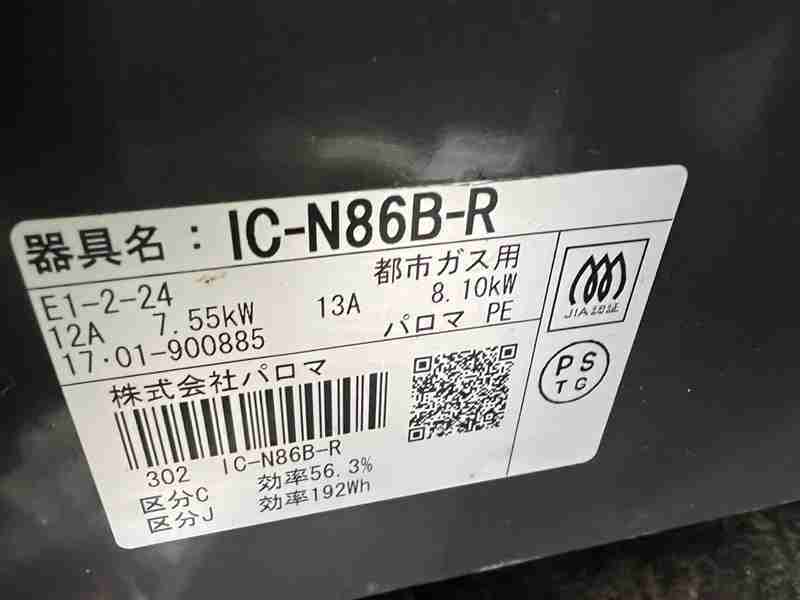 器具名：IC-N86B-R
E1-2-24 都市ガス用
12A 7.55kW 13A 8.10kW
17・01-900885 パロマ PE
JIA認証
株式会社パロマ
PS
TC
302 IC-N86B-R
区分C 効率56.3%
区分J 効率192Wh